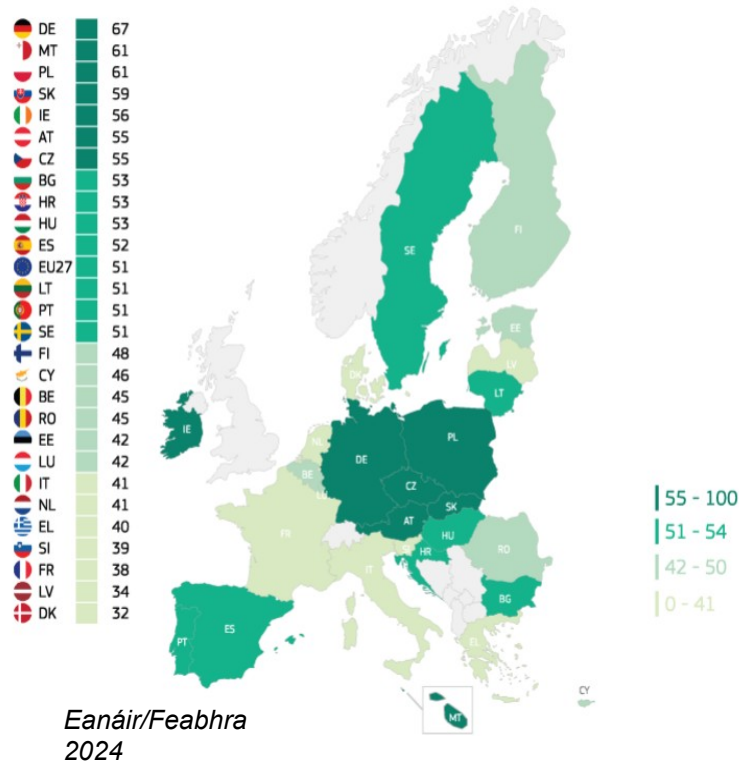 DE 67
MT 61
PL 61
SK 59
IE 56
AT 55
CZ 55
BG 53
HR 53
HU 53
ES 52
EU27 51
LT 51
PT 51
SE 51
FI 48
CY 46
BE 45
RO 45
EE 42
LU 42
IT 41
NL 41
EL 40
SI 39
FR 38
LV 34
DK 32
FI
SE
EE
LV
DK
LT
IE
NL
PL
DE
BE
CZ
LU
SK
AT
HU
FR
SI
HR
RO
IT
BG
ES
PT
EL
CY
MT
55 - 100
51 - 54
42 - 50
0 - 41
Eanáir/Feabhra
2024